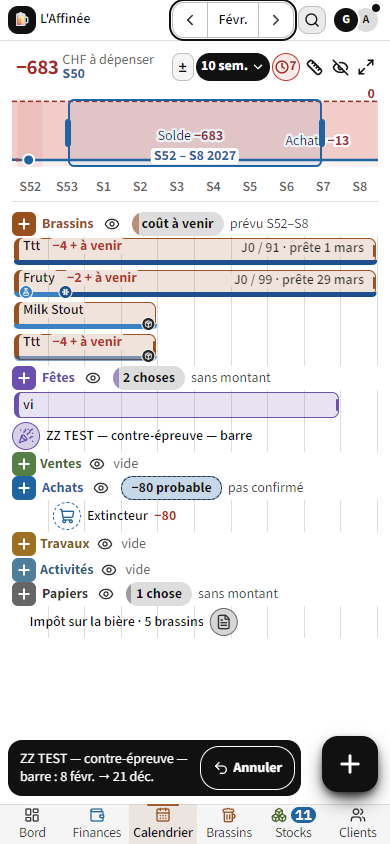 L'Affinée
Févr.
G
A
−683 CHF à dépenser
S50
±
10 sem.
7
0
Solde −683
Achat −13
S52 – S8 2027
S52 S53 S1 S2 S3 S4 S5 S6 S7 S8
Brassins coût à venir prévu S52–S8
Ttt −4 + à venir J0 / 91 · prête 1 mars
Fruty −2 + à venir J0 / 99 · prête 29 mars
Milk Stout
Ttt −4 + à venir
Fêtes 2 choses sans montant
vi
ZZ TEST — contre-épreuve — barre
Ventes vide
Achats −80 probable pas confirmé
Extincteur −80
Travaux vide
Activités vide
Papiers 1 chose sans montant
Impôt sur la bière · 5 brassins
ZZ TEST — contre-épreuve —
barre : 8 févr. → 21 déc.
Annuler
Bord Finances Calendrier Brassins Stocks 11 Clients